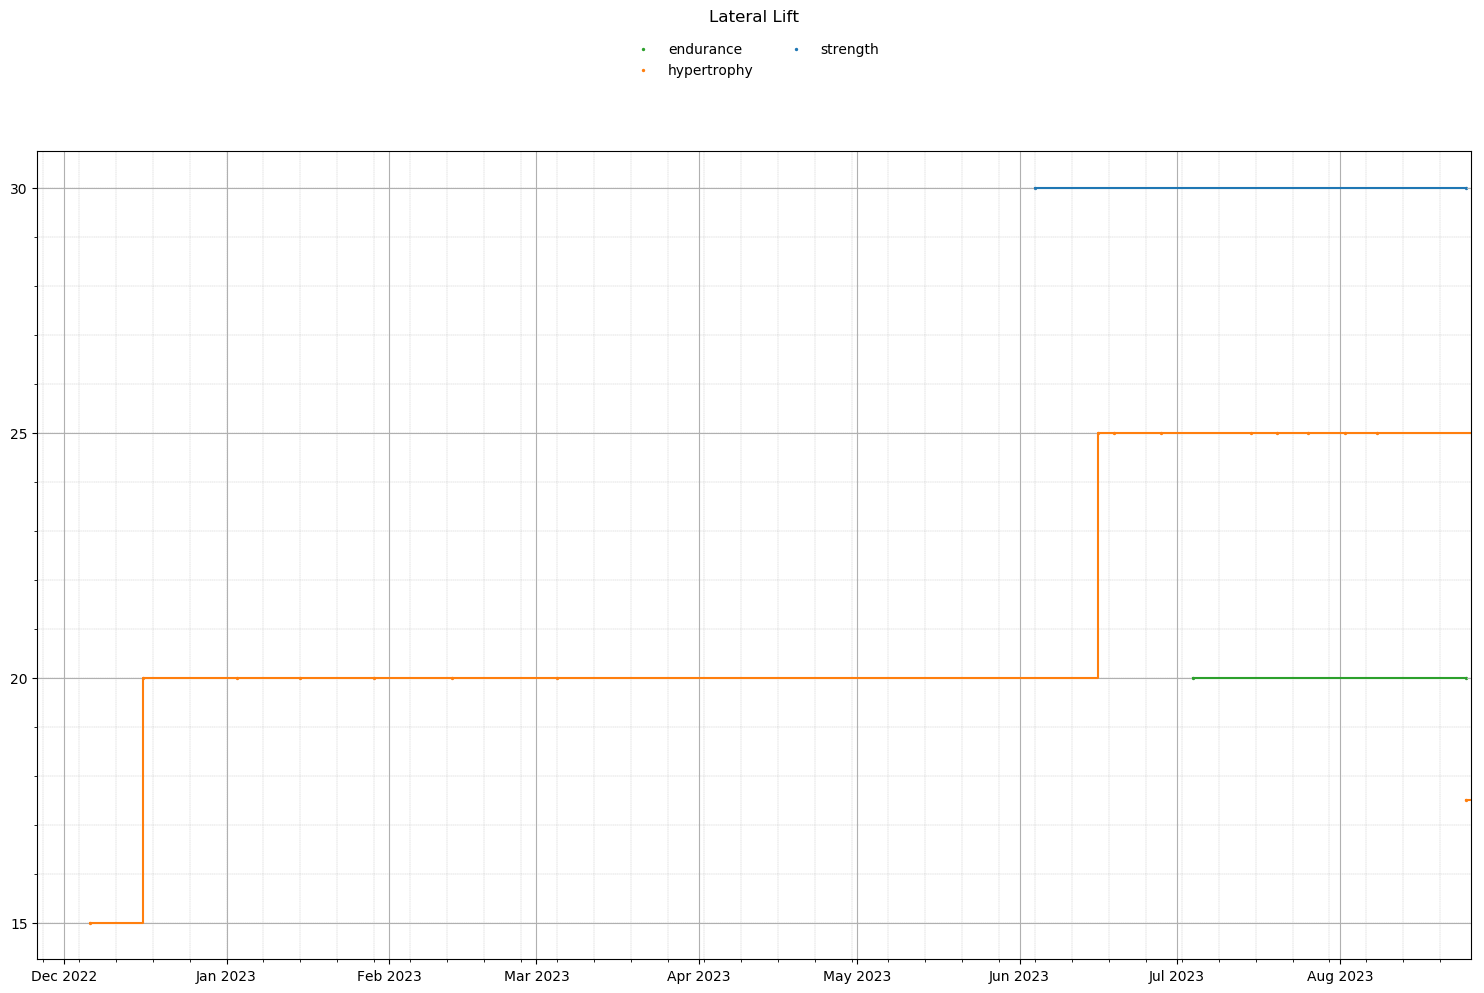 Lateral Lift
endurance
hypertrophy
strength
30
25
20
15
Dec 2022
Jan 2023
Feb 2023
Mar 2023
Apr 2023
May 2023
Jun 2023
Jul 2023
Aug 2023